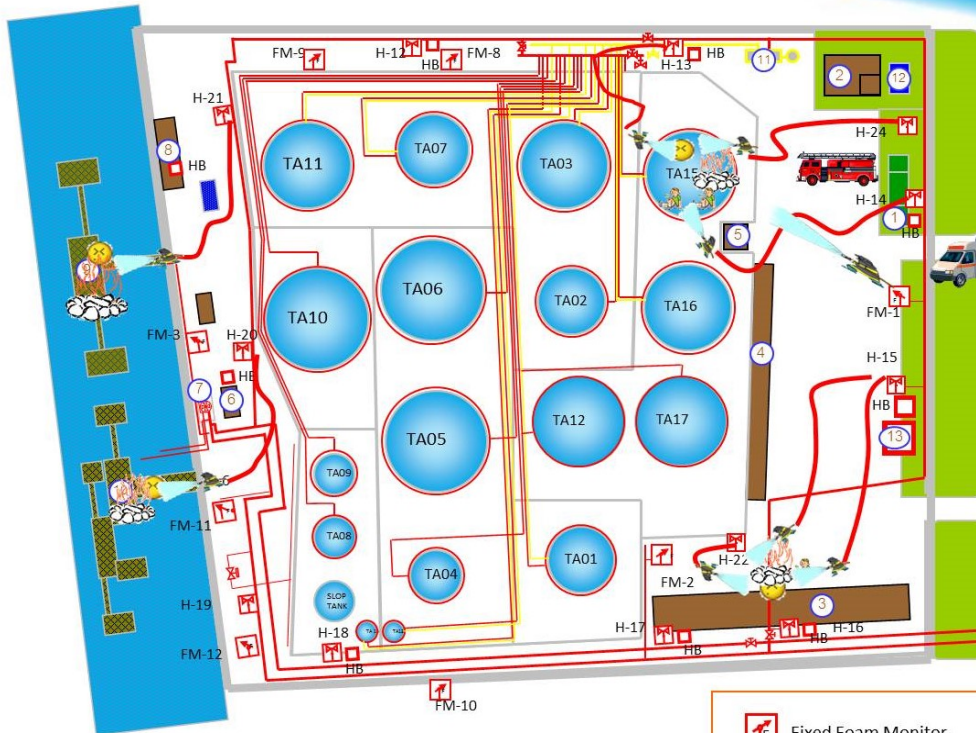 FM-9
H-12
HB
FM-8
H-13
HB
11
2
12
H-21
H-24
8
HB
TA11
TA07
TA03
TA15
H-14
1
HB
5
TA10
TA06
TA02
TA16
FM-1
FM-3
H-20
HB
7
6
4
H-15
HB
13
TA05
TA12
TA17
TA09
TA08
FM-11
TA04
TA01
H-22
FM-2
SLOP
TANK
H-19
FM-12
H-18
HB
H-17
HB
3
H-16
HB
FM-10
Fixed Foam Monitor